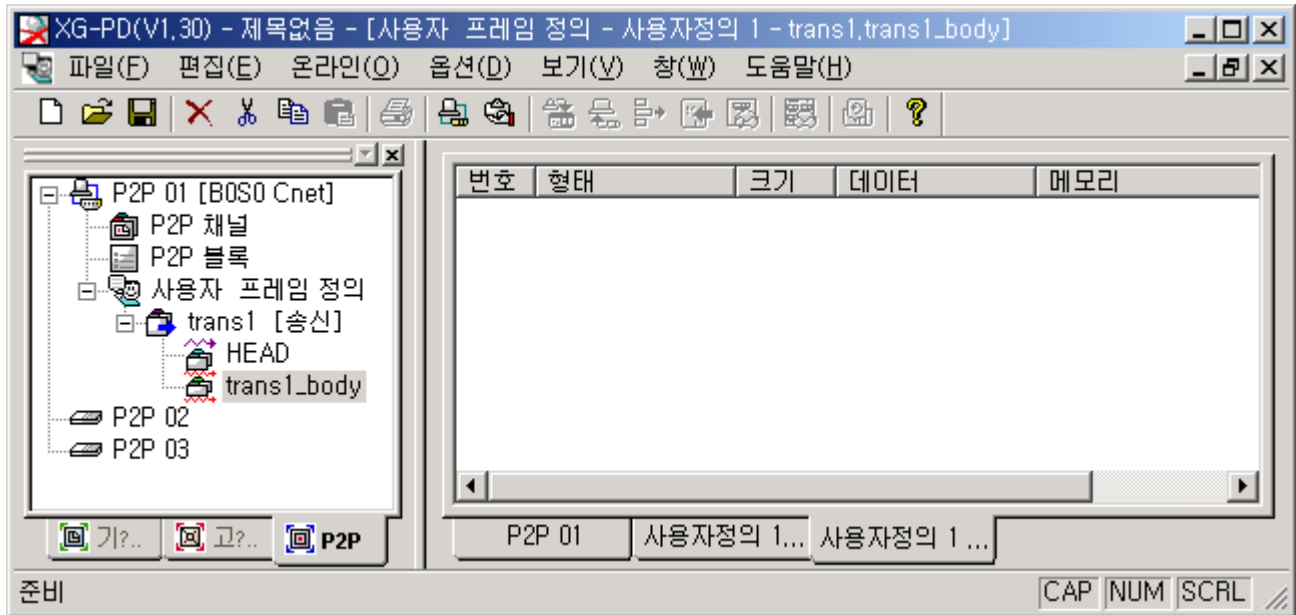 XG-PD(V1,30) - 제목없음 - [사용자 프레임 정의 - 사용자정의 1 - trans1,trans1_body]
파일(F) 편집(E) 온라인(O) 옵션(D) 보기(V) 창(W) 도움말(H)
번호 형태 크기 데이터 메모리
P2P 01 [B0S0 Cnet]
P2P 채널
P2P 블록
사용자 프레임 정의
trans1 [송신]
HEAD
trans1_body
P2P 02
P2P 03
기?.. 고?.. P2P
P2P 01 사용자정의 1... 사용자정의 1 ...
준비 CAP NUM SCRL